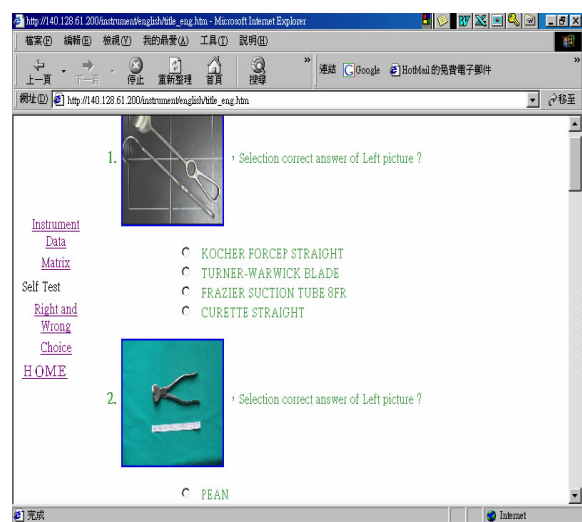 http://140.128.61.200/instrument/english/title_eng.htm - Microsoft Internet Explorer
檔案(F) 編輯(E) 檢視(V) 我的最愛(A) 工具(T) 說明(H)
上一頁 下一頁 停止 重新整理 首頁 搜尋 » 連結 Google HotMail 的免費電子郵件 »
網址(D) http://140.128.61.200/instrument/english/title_eng.htm 移至
1. , Selection correct answer of Left picture ?
Instrument
Data
Matrix
Self Test
Right and
Wrong
Choice
HOME
KOCHER FORCEP STRAIGHT
TURNER-WARWICK BLADE
FRAZIER SUCTION TUBE 8FR
CURETTE STRAIGHT
2. , Selection correct answer of Left picture ?
PEAN
完成 Internet